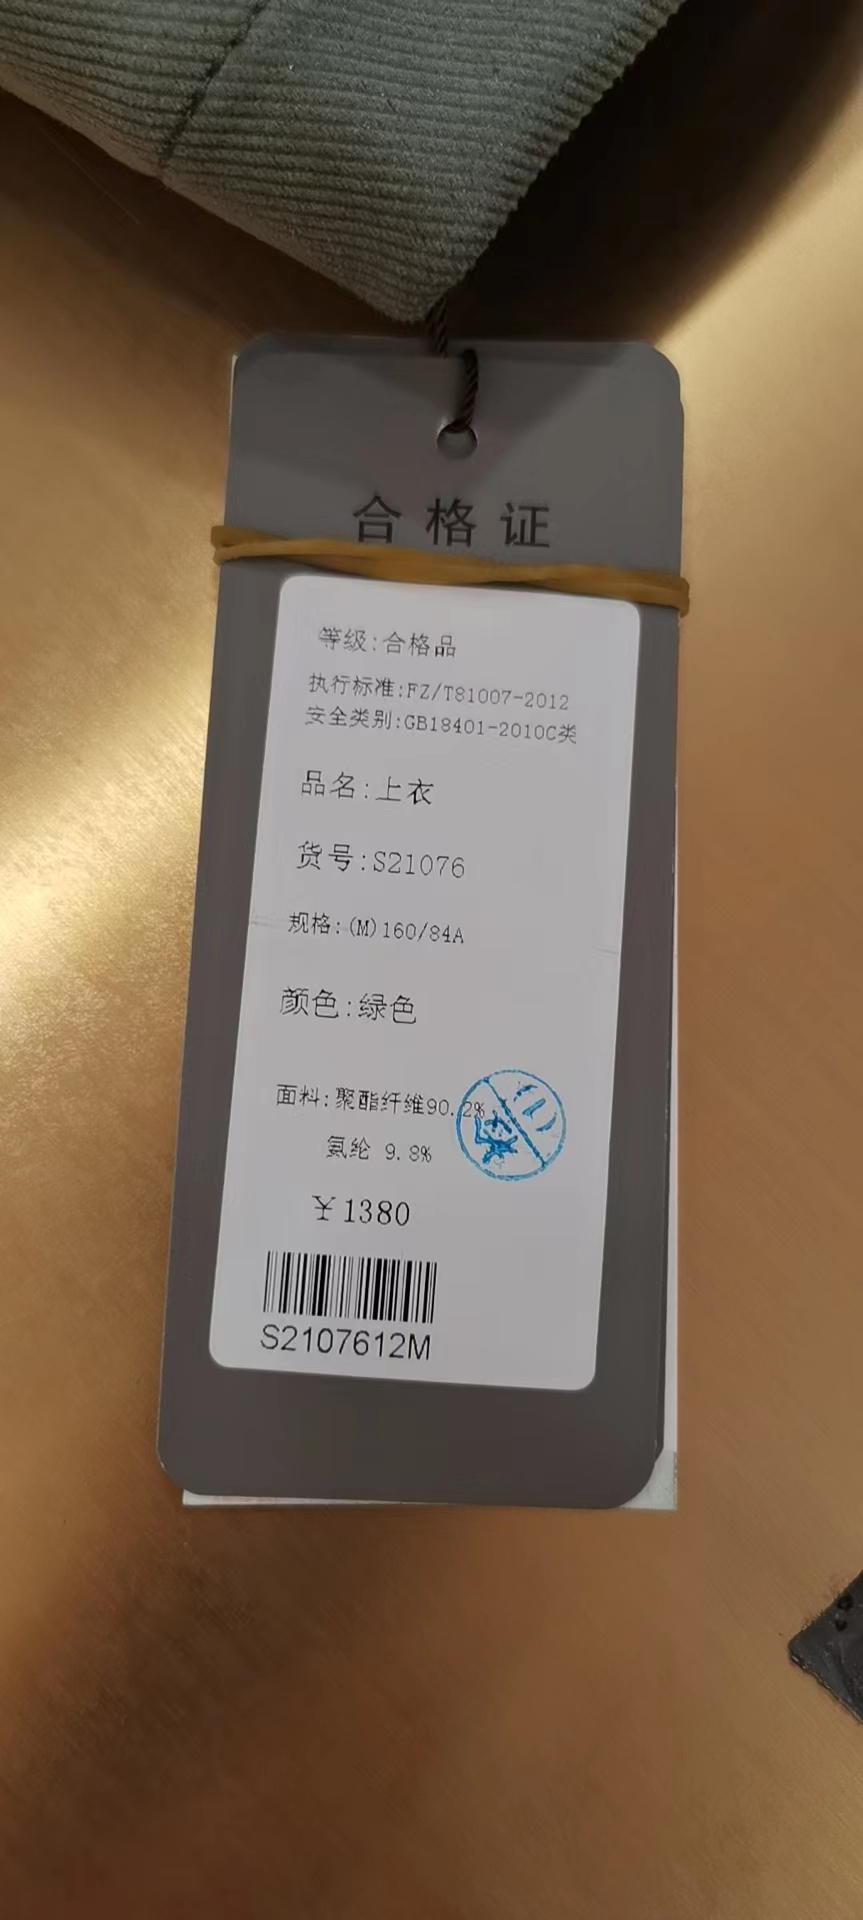 合格证
等级:合格品
执行标准:FZ/T81007-2012
安全类别:GB18401-2010C类
品名:上衣
货号:S21076
规格:(M)160/84A
颜色:绿色
面料:聚酯纤维90.2%
氨纶 9.8%
¥1380
S2107612M